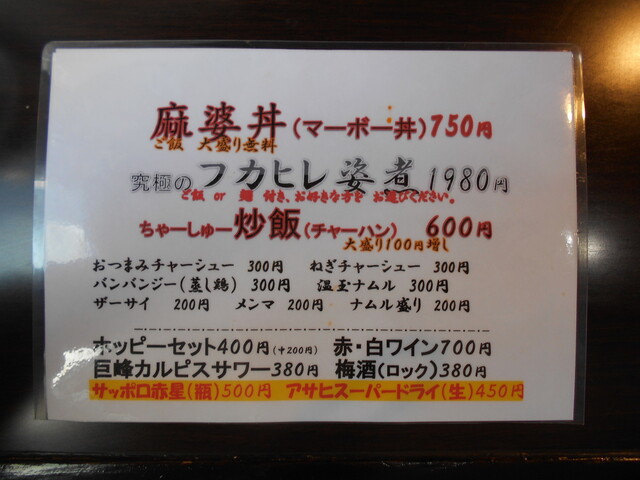 麻婆丼(マーボー丼)750円
ご飯 大盛り無料
究極のフカヒレ姿煮1980円
ご飯 or 麺 付き、お好きな方を お選びください。
ちゃーしゅー炒飯(チャーハン) 600円
大盛り100円増し
おつまみチャーシュー 300円 ねぎチャーシュー 300円
バンバンジー(蒸し鶏) 300円 温玉ナムル 300円
ザーサイ 200円 メンマ 200円 ナムル盛り 200円
ホッピーセット400円(+200円) 赤・白ワイン700円
巨峰カルピスサワー380円 梅酒(ロック)380円
サッポロ赤星(瓶)500円 アサヒスーパードライ(生)450円